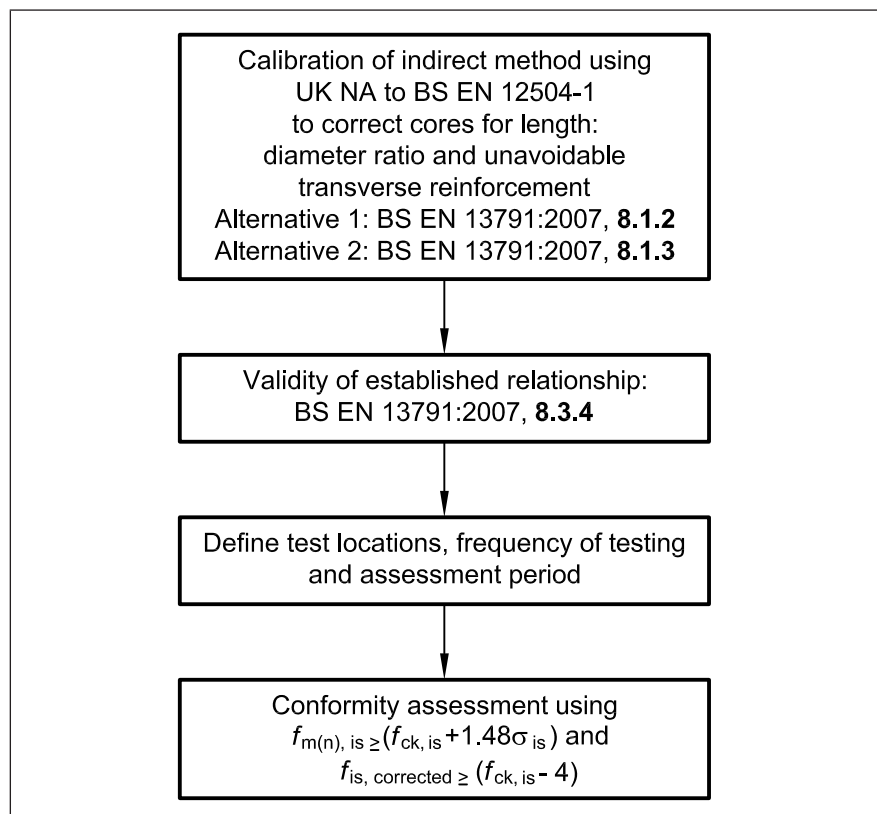 Calibration of indirect method using
UK NA to BS EN 12504-1
to correct cores for length:
diameter ratio and unavoidable
transverse reinforcement
Alternative 1: BS EN 13791:2007, 8.1.2
Alternative 2: BS EN 13791:2007, 8.1.3
Validity of established relationship:
BS EN 13791:2007, 8.3.4
Define test locations, frequency of testing
and assessment period
Conformity assessment using
fm(n), is ≥(fck, is+1.48σis) and
fis, corrected ≥ (fck, is- 4)